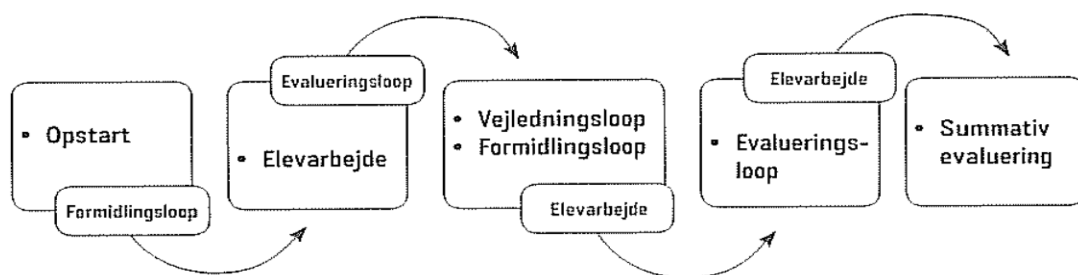 • Opstart
Formidlingsloop
Evalueringsloop
• Elevarbejde
• Vejledningsloop
• Formidlingsloop
Elevarbejde
Elevarbejde
• Evaluerings-
loop
• Summativ
evaluering